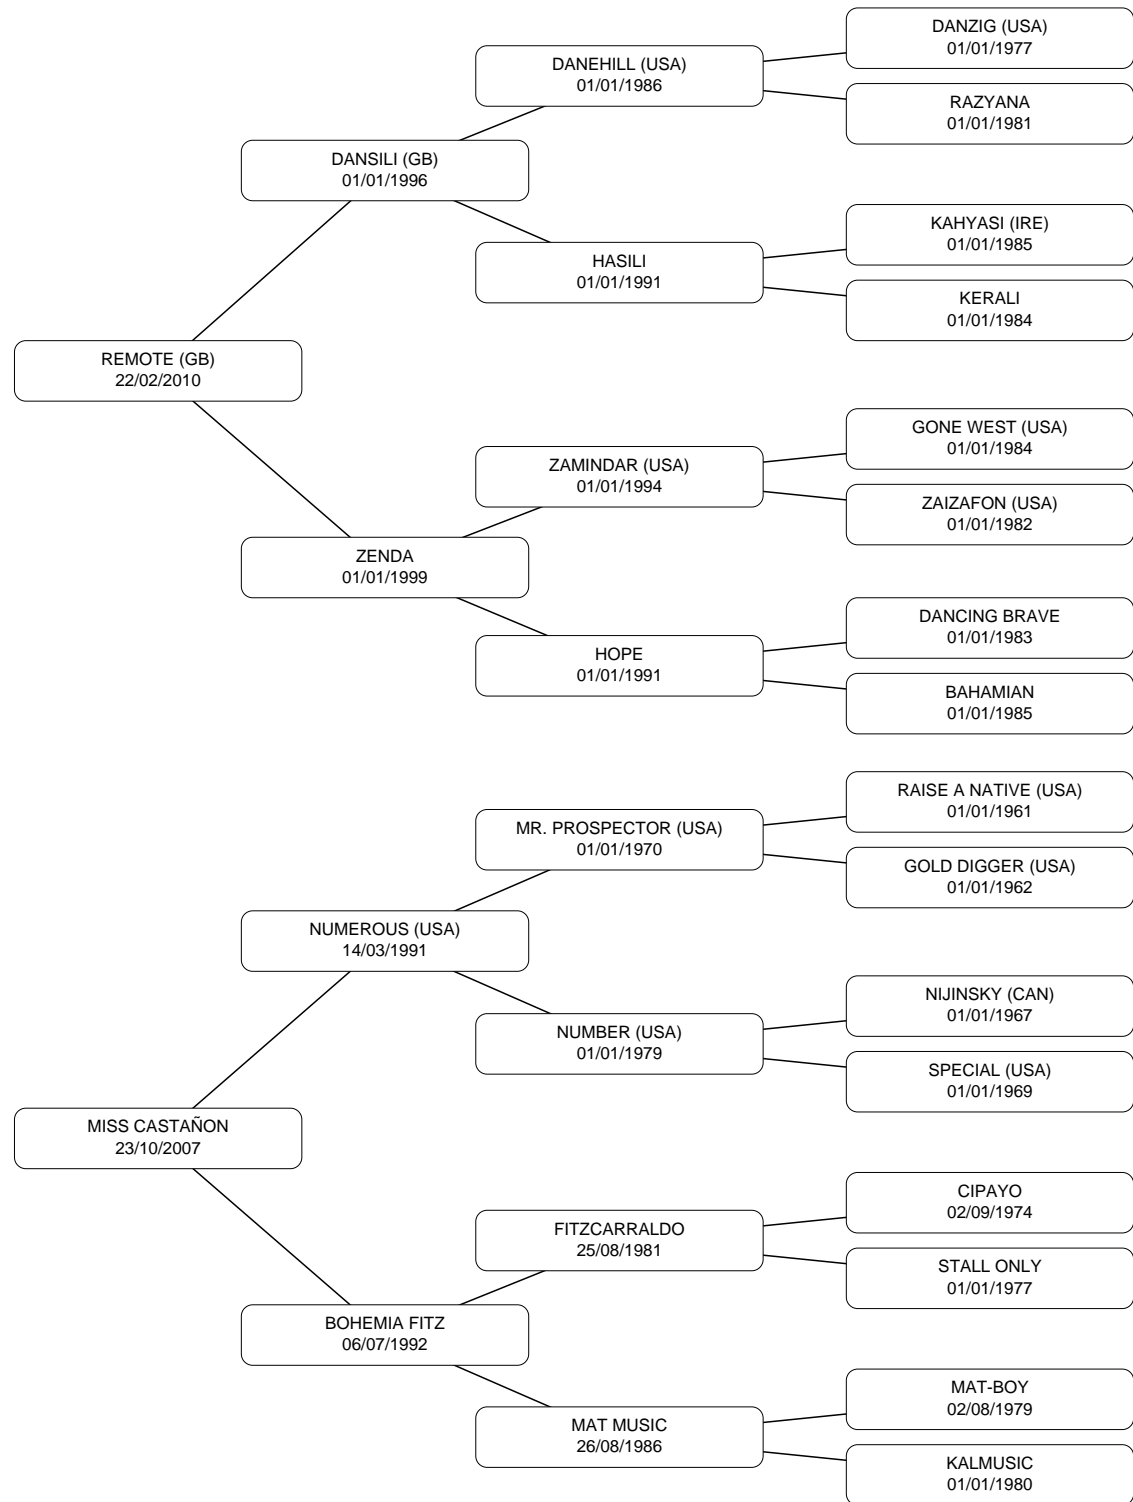 DANZIG (USA)
01/01/1977
DANEHILL (USA)
01/01/1986
RAZYANA
01/01/1981
DANSILI (GB)
01/01/1996
KAHYASI (IRE)
01/01/1985
HASILI
01/01/1991
KERALI
01/01/1984
REMOTE (GB)
22/02/2010
GONE WEST (USA)
01/01/1984
ZAMINDAR (USA)
01/01/1994
ZAIZAFON (USA)
01/01/1982
ZENDA
01/01/1999
DANCING BRAVE
01/01/1983
HOPE
01/01/1991
BAHAMIAN
01/01/1985
RAISE A NATIVE (USA)
01/01/1961
MR. PROSPECTOR (USA)
01/01/1970
GOLD DIGGER (USA)
01/01/1962
NUMEROUS (USA)
14/03/1991
NIJINSKY (CAN)
01/01/1967
NUMBER (USA)
01/01/1979
SPECIAL (USA)
01/01/1969
MISS CASTAÑON
23/10/2007
CIPAYO
02/09/1974
FITZCARRALDO
25/08/1981
STALL ONLY
01/01/1977
BOHEMIA FITZ
06/07/1992
MAT-BOY
02/08/1979
MAT MUSIC
26/08/1986
KALMUSIC
01/01/1980